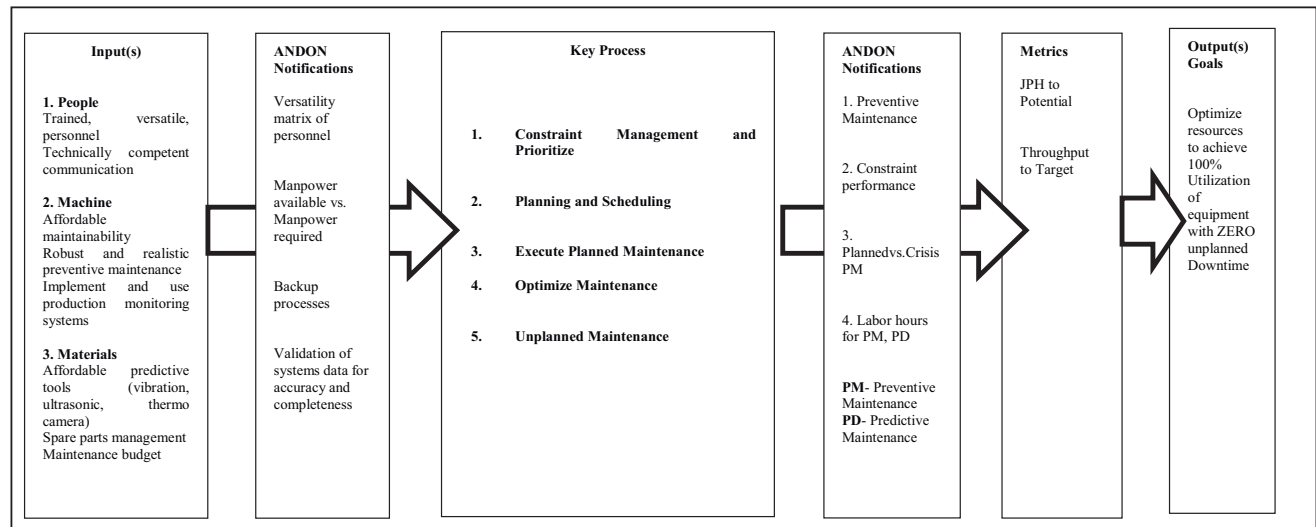 Input(s)
1. People
Trained, versatile,
personnel
Technically competent
communication
2. Machine
Affordable
maintainability
Robust and realistic
preventive maintenance
Implement and use
production monitoring
systems
3. Materials
Affordable predictive
tools (vibration,
ultrasonic, thermo
camera)
Spare parts management
Maintenance budget
ANDON
Notifications
Versatility
matrix of
personnel
Manpower
available vs.
Manpower
required
Backup
processes
Validation of
systems data for
accuracy and
completeness
Key Process
1. Constraint Management and
Prioritize
2. Planning and Scheduling
3. Execute Planned Maintenance
4. Optimize Maintenance
5. Unplanned Maintenance
ANDON
Notifications
1. Preventive
Maintenance
2. Constraint
performance
3.
Plannedvs.Crisis
PM
4. Labor hours
for PM, PD
PM- Preventive
Maintenance
PD- Predictive
Maintenance
Metrics
JPH to
Potential
Throughput
to Target
Output(s)
Goals
Optimize
resources
to achieve
100%
Utilization
of
equipment
with ZERO
unplanned
Downtime